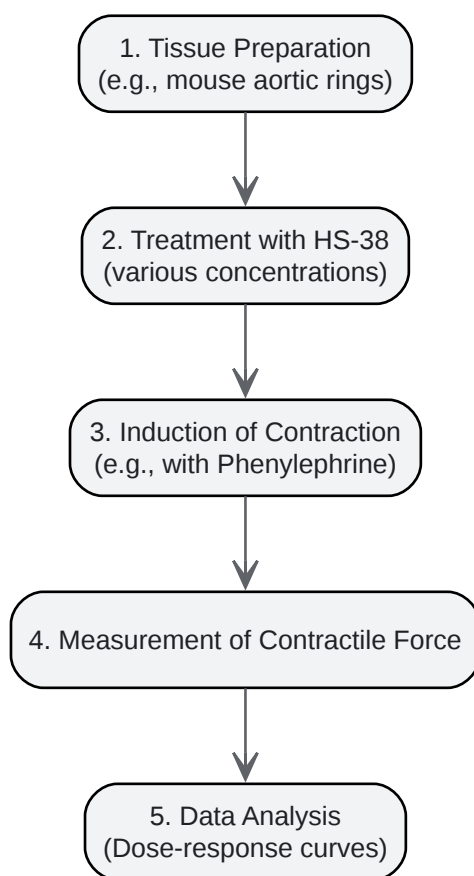 1. Tissue Preparation
(e.g., mouse aortic rings)
2. Treatment with HS-38
(various concentrations)
3. Induction of Contraction
(e.g., with Phenylephrine)
4. Measurement of Contractile Force
5. Data Analysis
(Dose-response curves)